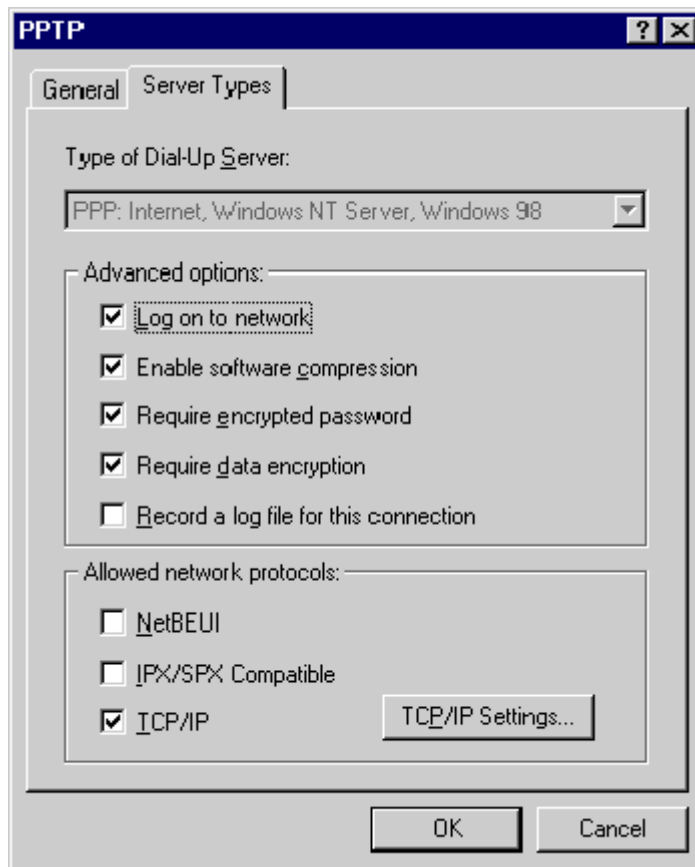 PPTP
General
Server Types
Type of Dial-Up Server:
PPP: Internet, Windows NT Server, Windows 98
Advanced options:
Log on to network
Enable software compression
Require encrypted password
Require data encryption
Record a log file for this connection
Allowed network protocols:
NetBEUI
IPX/SPX Compatible
TCP/IP
TCP/IP Settings...
OK
Cancel